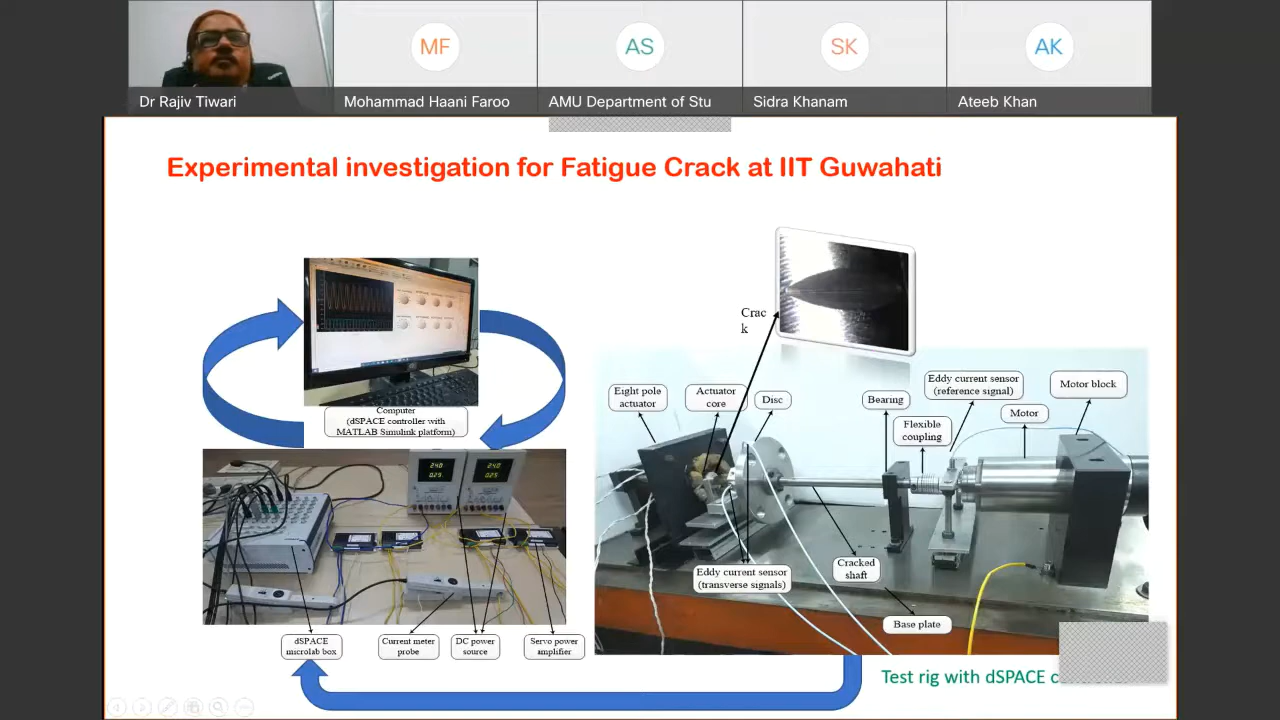 MF
AS
SK
AK
Dr Rajiv Tiwari
Mohammad Haani Faroo
AMU Department of Stu
Sidra Khanam
Ateeb Khan
Experimental investigation for Fatigue Crack at IIT Guwahati
Crac
k
Computer
(dSPACE controller with
MATLAB Simulink platform)
Eight pole
actuator
Actuator
core
Disc
Bearing
Flexible
coupling
Eddy current sensor
(reference signal)
Motor
Motor block
240
025
240
025
Eddy current sensor
(transverse signals)
Cracked
shaft
Base plate
dSPACE
microlab box
Current meter
probe
DC power
source
Servo power
amplifier
Test rig with dSPACE c